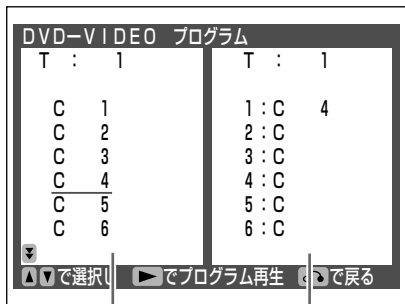 DVD-VIDEO プログラム
T : 1
C 1
C 2
C 3
C 4
C 5
C 6
T : 1
1 : C 4
2 : C
3 : C
4 : C
5 : C
6 : C
▲▼で選択し ►でプログラム再生 で戻る